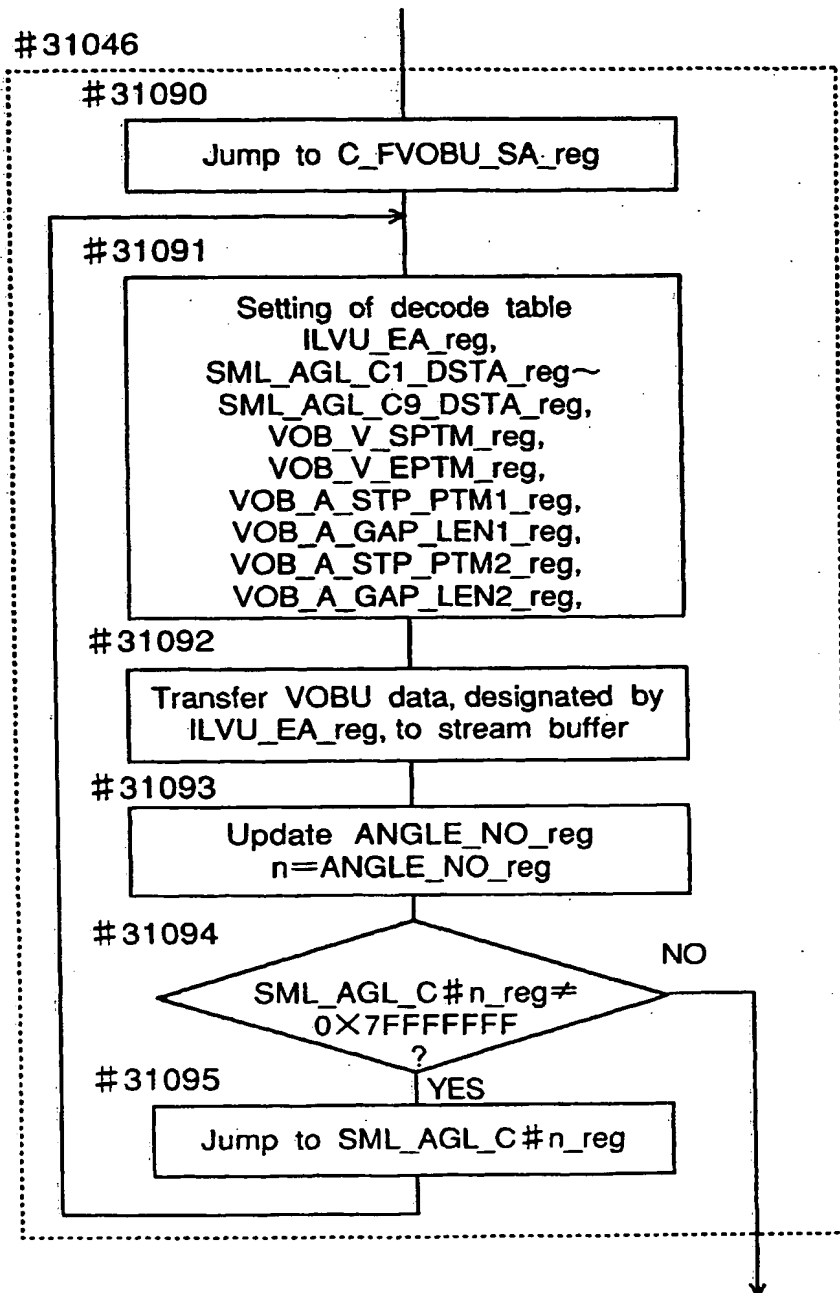 #31046
#31090
Jump to C_FVOBU_SA_reg
#31091
Setting of decode table
ILVU_EA_reg,
SML_AGL_C1_DSTA_reg~
SML_AGL_C9_DSTA_reg,
VOB_V_SPTM_reg,
VOB_V_EPTM_reg,
VOB_A_STP_PTM1_reg,
VOB_A_GAP_LEN1_reg,
VOB_A_STP_PTM2_reg,
VOB_A_GAP_LEN2_reg,
#31092
Transfer VOBU data, designated by
ILVU_EA_reg, to stream buffer
#31093
Update ANGLE_NO_reg
n=ANGLE_NO_reg
#31094
NO
SML_AGL_C#n_reg≠
0×7FFFFFFF
?
#31095
YES
Jump to SML_AGL_C#n_reg